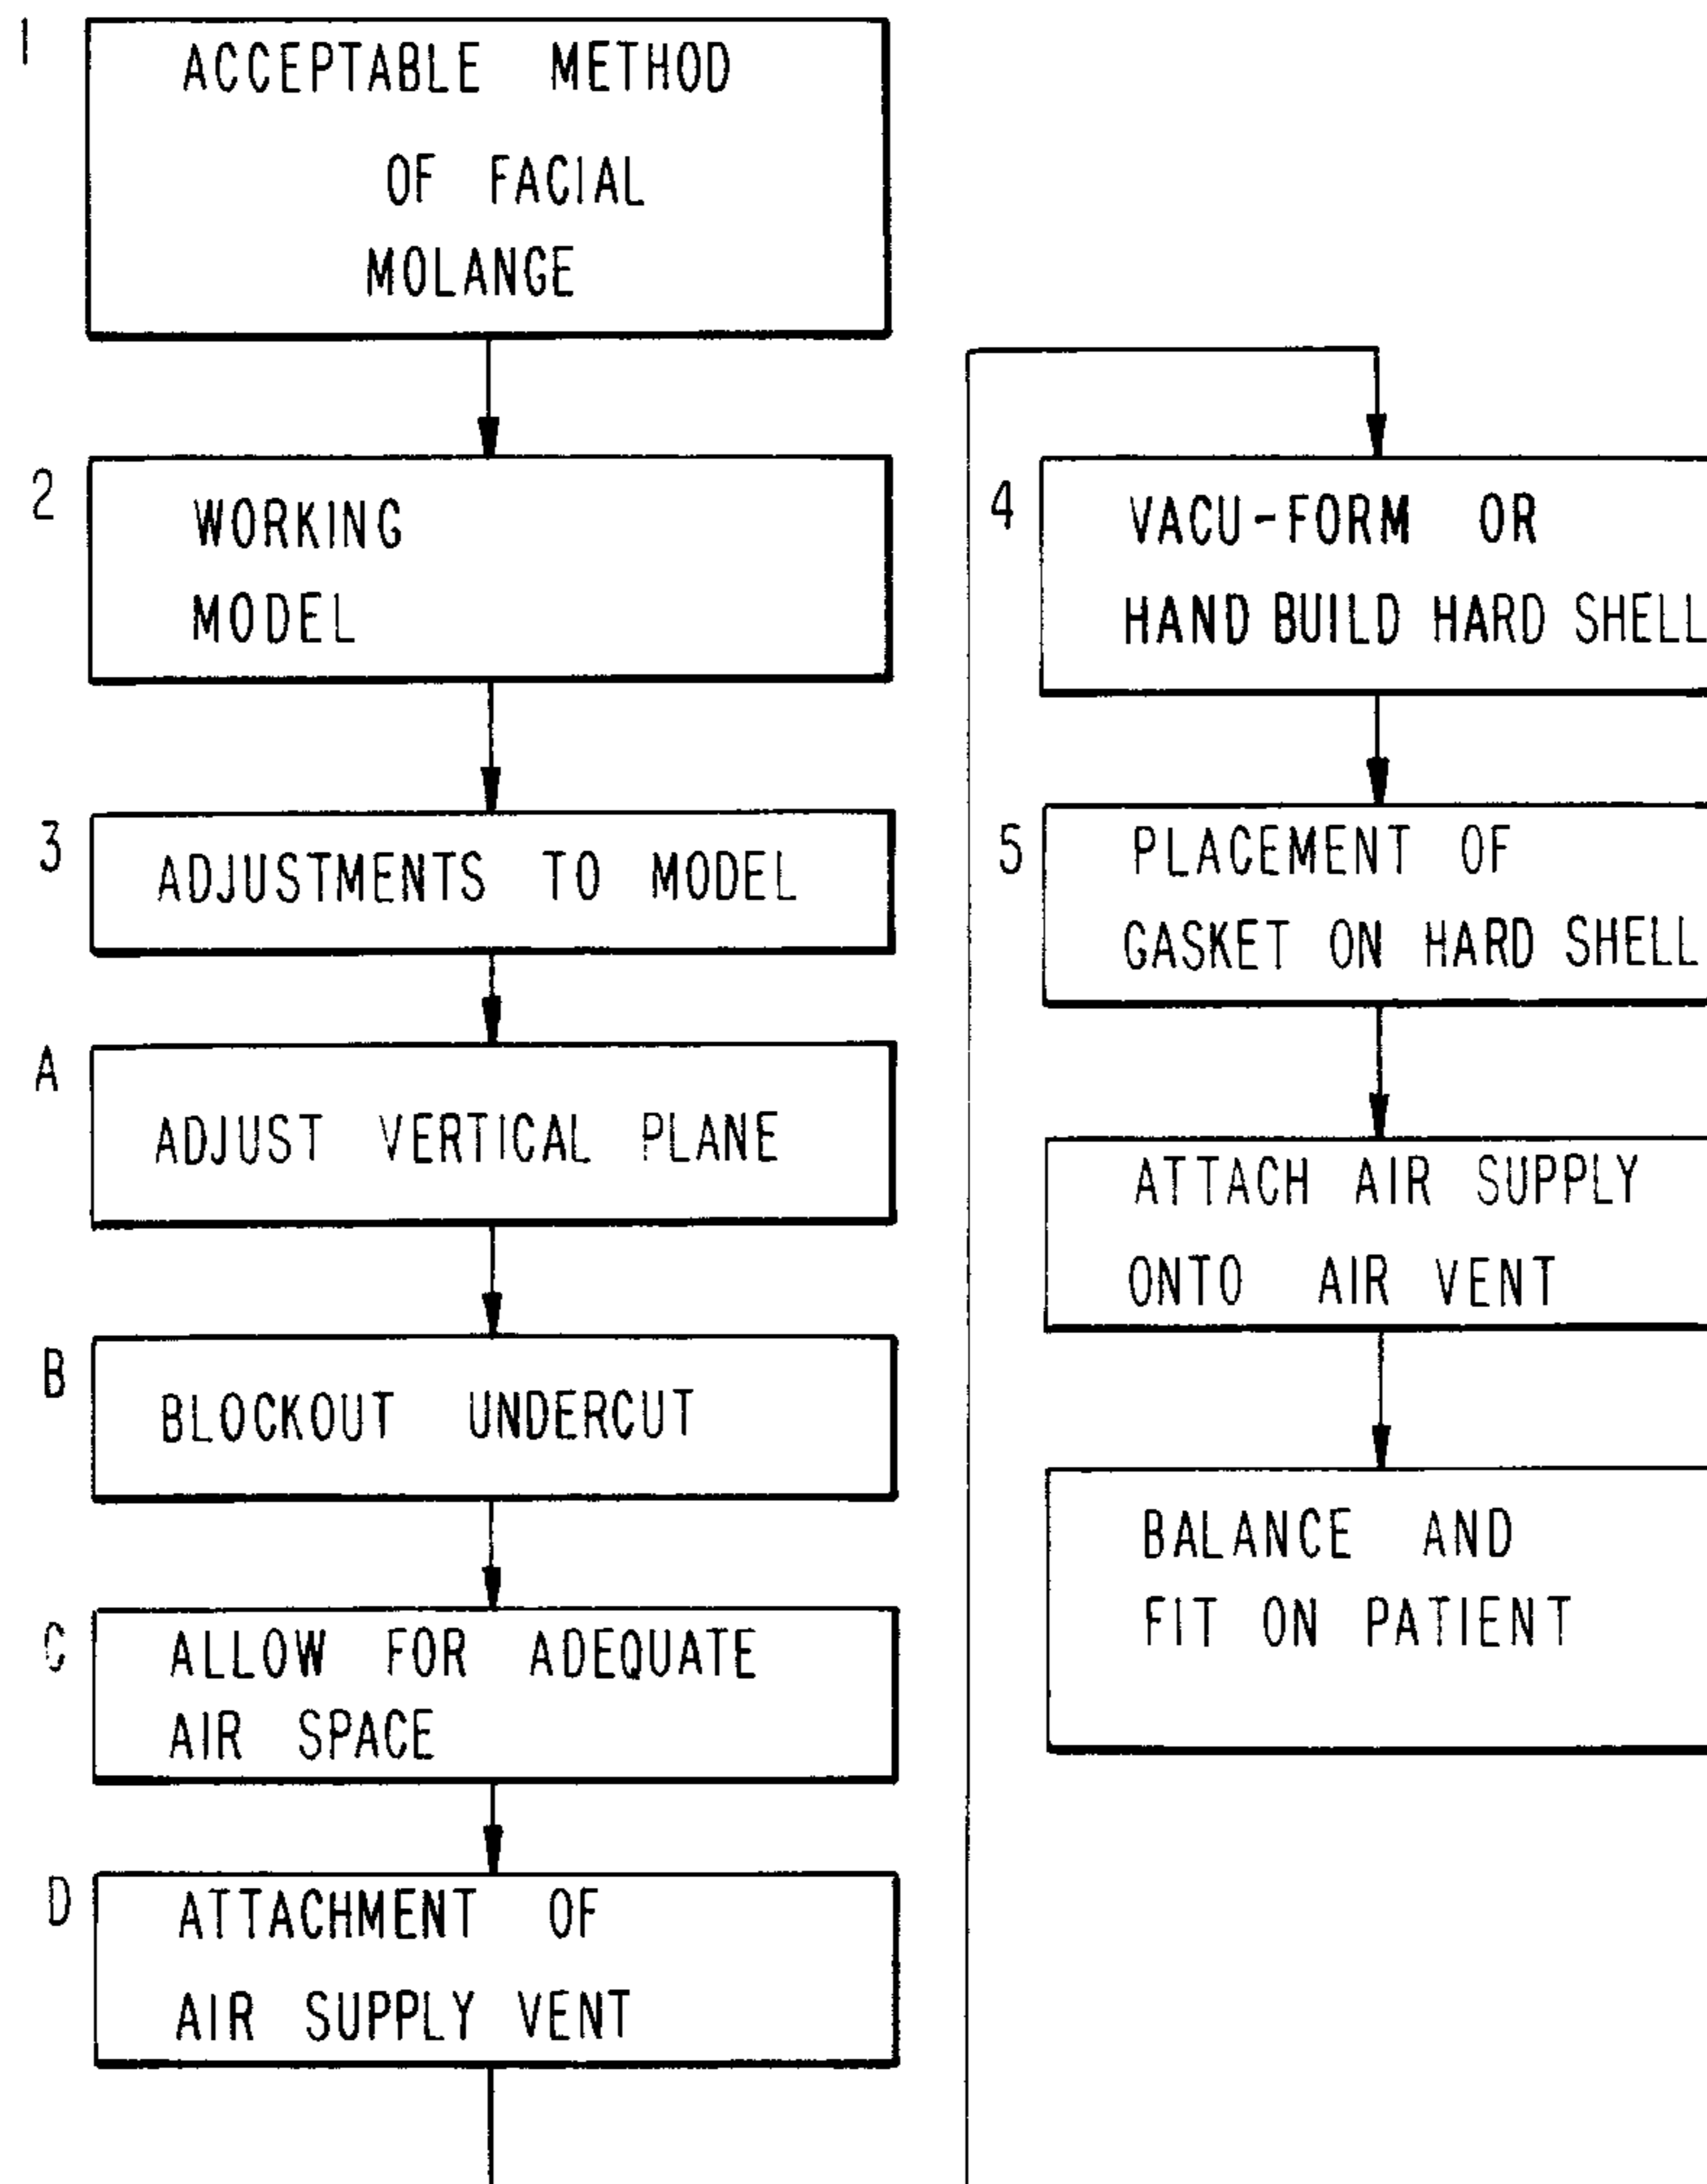 1
ACCEPTABLE METHOD
OF FACIAL
MOLANGE
2
WORKING
MODEL
3
ADJUSTMENTS TO MODEL
A
ADJUST VERTICAL PLANE
B
BLOCKOUT UNDERCUT
C
ALLOW FOR ADEQUATE
AIR SPACE
D
ATTACHMENT OF
AIR SUPPLY VENT
4
VACU-FORM OR
HAND BUILD HARD SHELL
5
PLACEMENT OF
GASKET ON HARD SHELL
ATTACH AIR SUPPLY
ONTO AIR VENT
BALANCE AND
FIT ON PATIENT